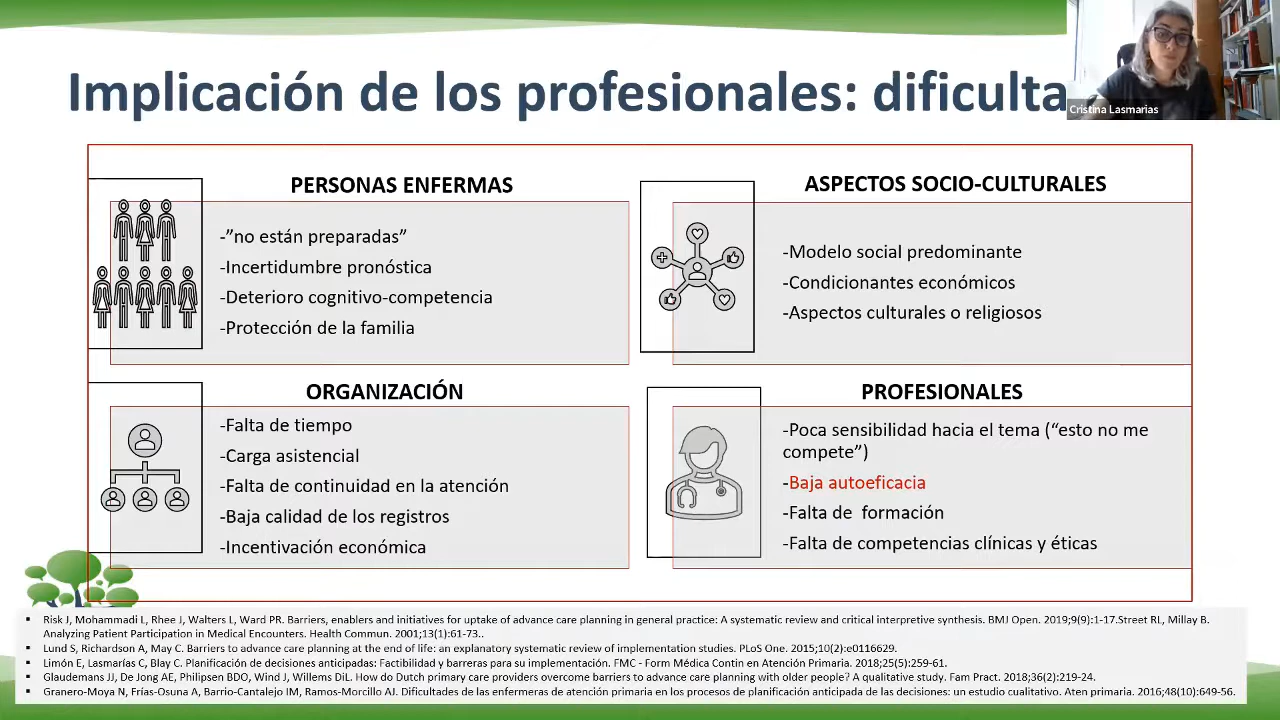 Implicación de los profesionales: dificulta
Cristina Lasmarias
PERSONAS ENFERMAS
-”no están preparadas”
-Incertidumbre pronóstica
-Deterioro cognitivo-competencia
-Protección de la familia
ASPECTOS SOCIO-CULTURALES
-Modelo social predominante
-Condicionantes económicos
-Aspectos culturales o religiosos
ORGANIZACIÓN
-Falta de tiempo
-Carga asistencial
-Falta de continuidad en la atención
-Baja calidad de los registros
-Incentivación económica
PROFESIONALES
-Poca sensibilidad hacia el tema (“esto no me
compete”)
-Baja autoeficacia
-Falta de formación
-Falta de competencias clínicas y éticas
▪ Risk J, Mohammadi L, Rhee J, Walters L, Ward PR. Barriers, enablers and initiatives for uptake of advance care planning in general practice: A systematic review and critical interpretive synthesis. BMJ Open. 2019;9(9):1-17.Street RL, Millay B.
Analyzing Patient Participation in Medical Encounters. Health Commun. 2001;13(1):61-73..
▪ Lund S, Richardson A, May C. Barriers to advance care planning at the end of life: an explanatory systematic review of implementation studies. PLoS One. 2015;10(2):e0116629.
▪ Limón E, Lasmarías C, Blay C. Planificación de decisiones anticipadas: Factibilidad y barreras para su implementación. FMC - Form Médica Contin en Atención Primaria. 2018;25(5):259-61.
▪ Glaudemans JJ, De Jong AE, Philipsen BDO, Wind J, Willems DiL. How do Dutch primary care providers overcome barriers to advance care planning with older people? A qualitative study. Fam Pract. 2018;36(2):219-24.
▪ Granero-Moya N, Frías-Osuna A, Barrio-Cantalejo IM, Ramos-Morcillo AJ. Dificultades de las enfermeras de atención primaria en los procesos de planificación anticipada de las decisiones: un estudio cualitativo. Aten primaria. 2016;48(10):649-56.